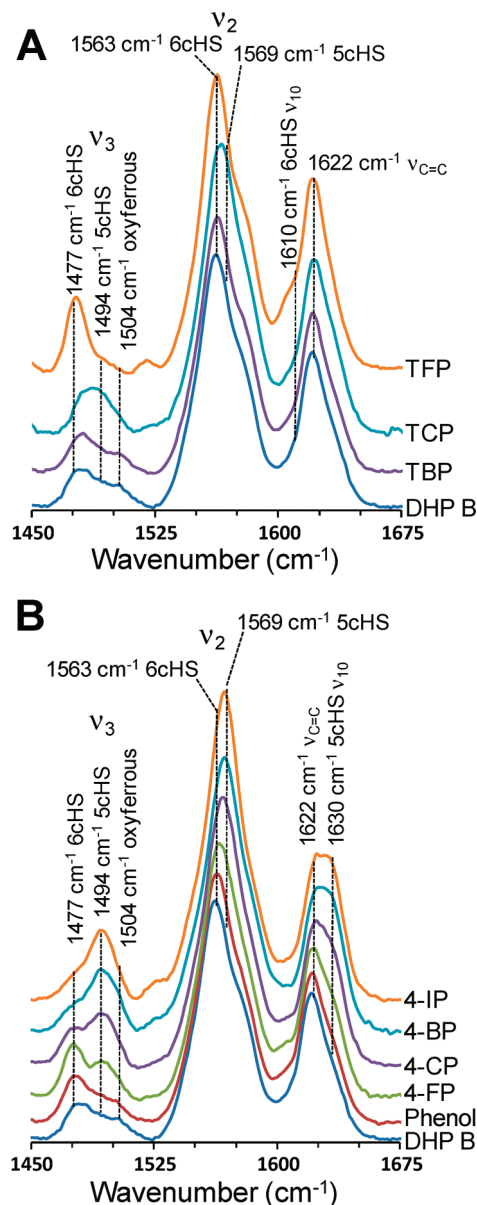 A
ν2
1563 cm-1 6cHS
1569 cm-1 5cHS
ν3
1477 cm-1 6cHS
1494 cm-1 5cHS
1504 cm-1 oxyferrous
1610 cm-1 6cHS ν10
1622 cm-1 νC=C
TFP
TCP
TBP
DHP B
1450 1525 1600 1675
Wavenumber (cm-1)
B
1569 cm-1 5cHS
ν2
1563 cm-1 6cHS
ν3
1477 cm-1 6cHS
1494 cm-1 5cHS
1504 cm-1 oxyferrous
1622 cm-1 νC=C
1630 cm-1 5cHS ν10
4-IP
4-BP
4-CP
4-FP
Phenol
DHP B
1450 1525 1600 1675
Wavenumber (cm-1)